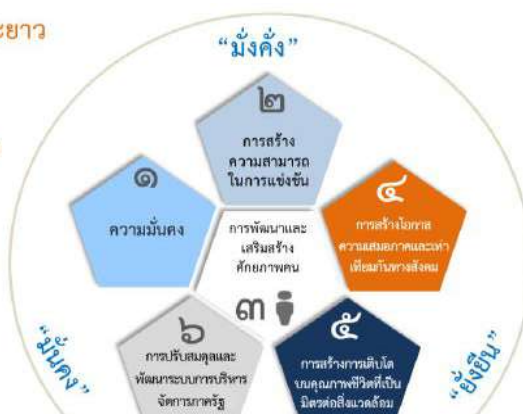 ะยาว
“มั่งคั่ง”
๒
การสร้าง
ความสามารถ
ในการแข่งขัน
๑
ความมั่นคง
การพัฒนาและ
เสริมสร้าง
ศักยภาพคน
๓
๔
การสร้างโอกาส
ความเสมอภาคและเท่า
เทียมกันทางสังคม
๖
การปรับสมดุลและ
พัฒนาระบบการบริหาร
จัดการภาครัฐ
๕
การสร้างการเติบโต
บนคุณภาพชีวิตที่เป็น
มิตรต่อสิ่งแวดล้อม
“มั่นคง”
“ยั่งยืน”